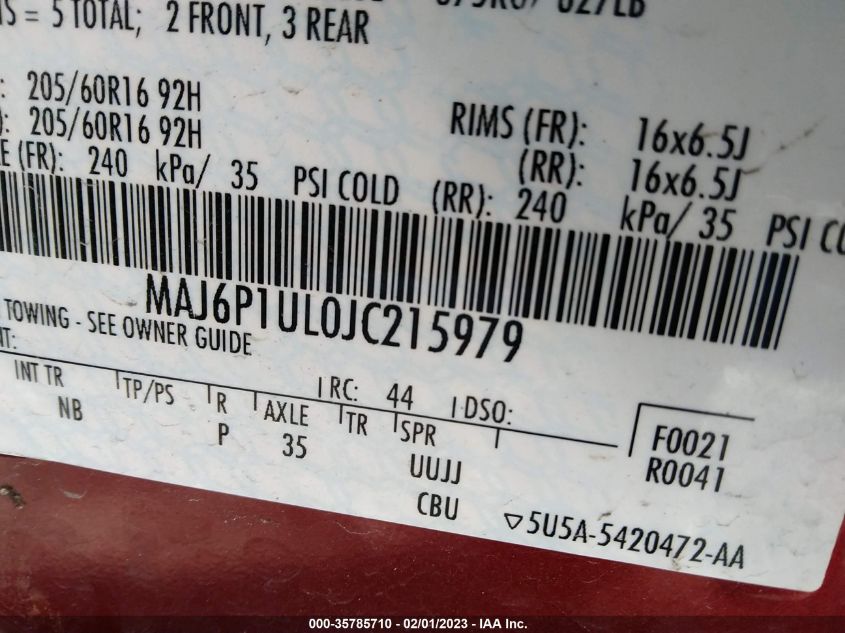 = 5 TOTAL; 2 FRONT, 3 REAR
205/60R16 92H RIMS (FR): 16x6.5J
205/60R16 92H (RR): 16x6.5J
(FR): 240 kPa/ 35 PSI COLD (RR): 240 kPa/ 35 PSI
MAJ6P1UL0JC215979
TOWING - SEE OWNER GUIDE
INT TR TP/PS R AXLE TR SPR RC: 44 DSO:
NB P 35 UUJJ
CBU
F0021
R0041
5U5A-5420472-AA
000-35785710 - 02/01/2023 - IAA Inc.